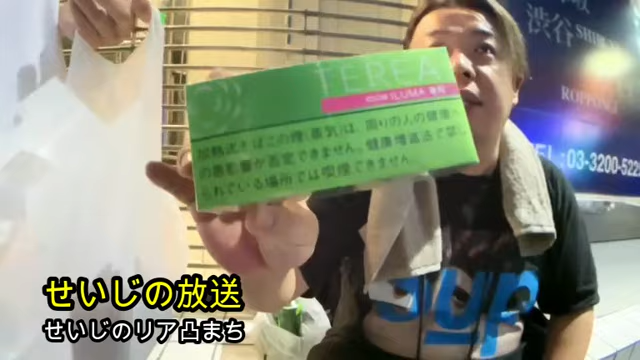 渋谷
ROPPONGI
TEL:03-3200-522
TEREA
ILUMA 専用
加熱式たばこの煙(蒸気)は、周りの人の健康へ
の悪影響が否定できません。健康増進法で禁じ
られている場所では喫煙できません。
せいじの放送
せいじのリア凸まち